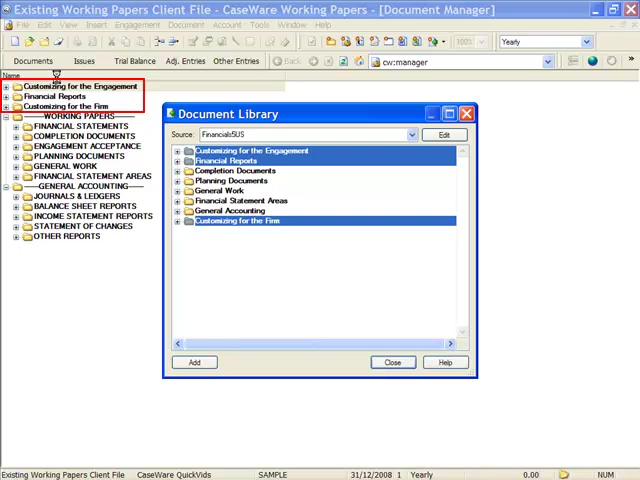 Existing Working Papers Client File - CaseWare Working Papers - [Document Manager]
File Edit View Insert Engagement Document Account Tools Window Help
100%
Yearly
Documents Issues Trial Balance Adj. Entries Other Entries Back cw:manager
Name
Customizing for the Engagement
Financial Reports
Customizing for the Firm
-----WORKING PAPERS-----
FINANCIAL STATEMENTS
COMPLETION DOCUMENTS
ENGAGEMENT ACCEPTANCE
PLANNING DOCUMENTS
GENERAL WORK
FINANCIAL STATEMENT AREAS
-----GENERAL ACCOUNTING-----
JOURNALS & LEDGERS
BALANCE SHEET REPORTS
INCOME STATEMENT REPORTS
STATEMENT OF CHANGES
OTHER REPORTS
Document Library
Source: Financials5US Edit
Customizing for the Engagement
Financial Reports
Completion Documents
Planning Documents
General Work
Financial Statement Areas
General Accounting
Customizing for the Firm
Add Close Help
Existing Working Papers Client File CaseWare QuickVids SAMPLE 31/12/2008 1 Yearly 0.00 NUM